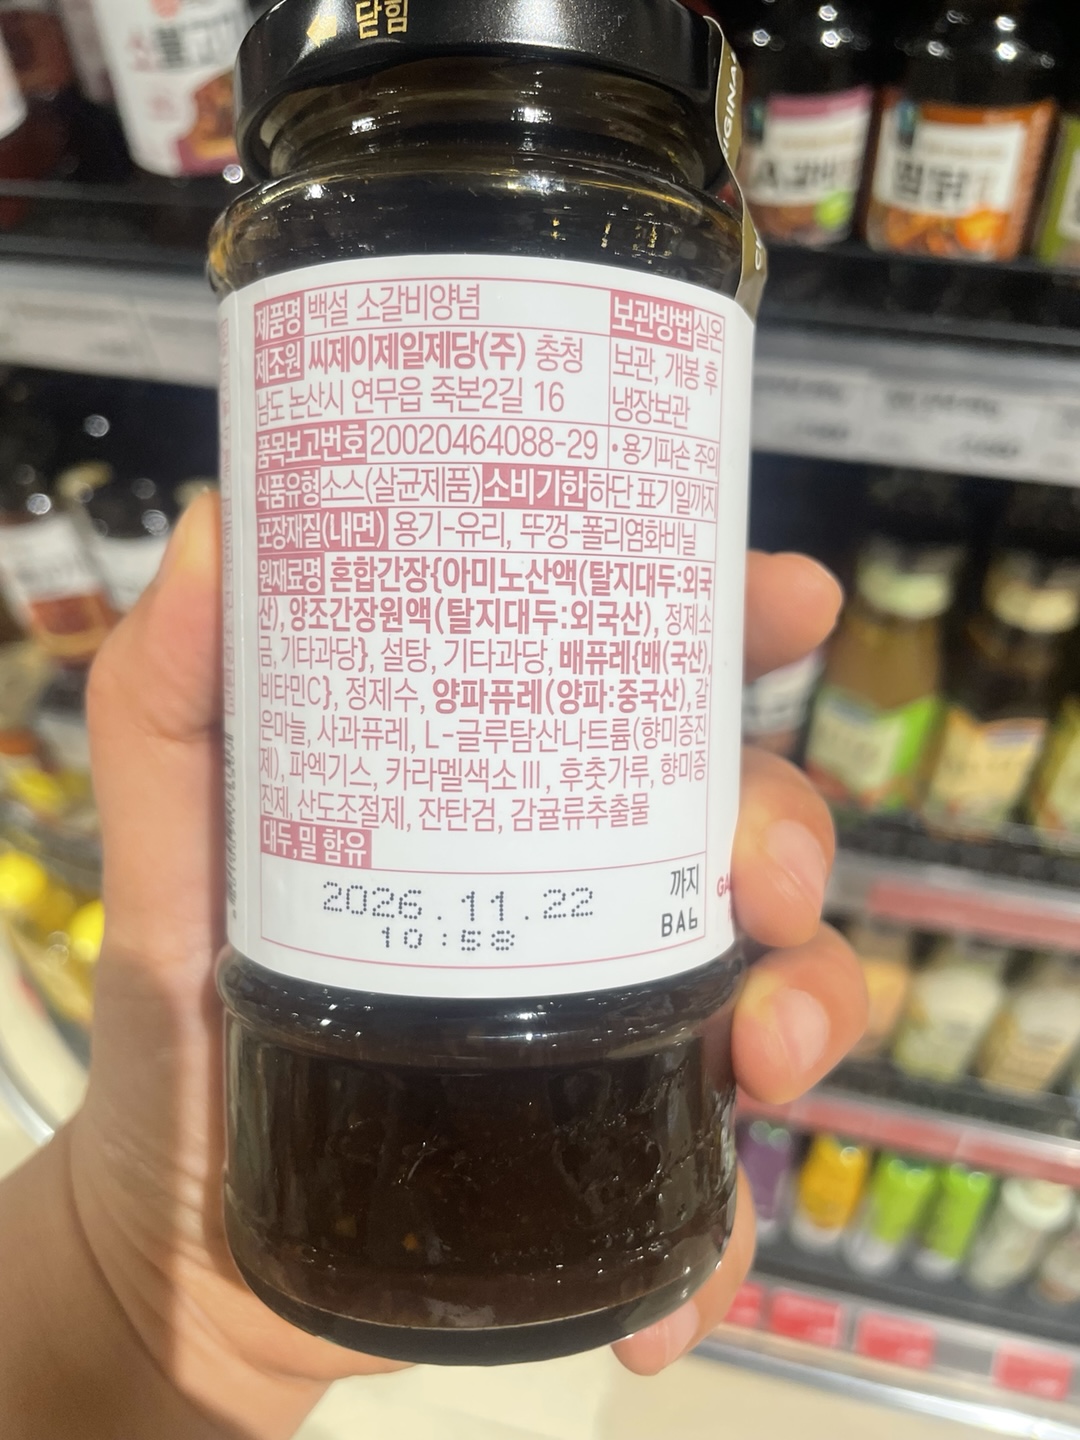 닫힘
제품명 백설 소갈비양념
제조원 씨제이제일제당(주) 충청
남도 논산시 연무읍 죽본2길 16
품목보고번호 20020464088-29
보관방법 실온
보관, 개봉 후
냉장보관
• 용기파손 주의
식품유형 소스(살균제품) 소비기한 하단 표기일까지
포장재질(내면) 용기-유리, 뚜껑-폴리염화비닐
원재료명 혼합간장{아미노산액(탈지대두:외국
산), 양조간장원액(탈지대두:외국산), 정제소
금, 기타과당}, 설탕, 기타과당, 배퓨레{배(국산),
비타민C}, 정제수, 양파퓨레(양파:중국산), 갈
은마늘, 사과퓨레, L-글루탐산나트륨(향미증진
제), 파엑기스, 카라멜색소Ⅲ, 후춧가루, 향미증
진제, 산도조절제, 잔탄검, 감귤류추출물
대두, 밀 함유
2026.11.22 까지
10:58 BA6